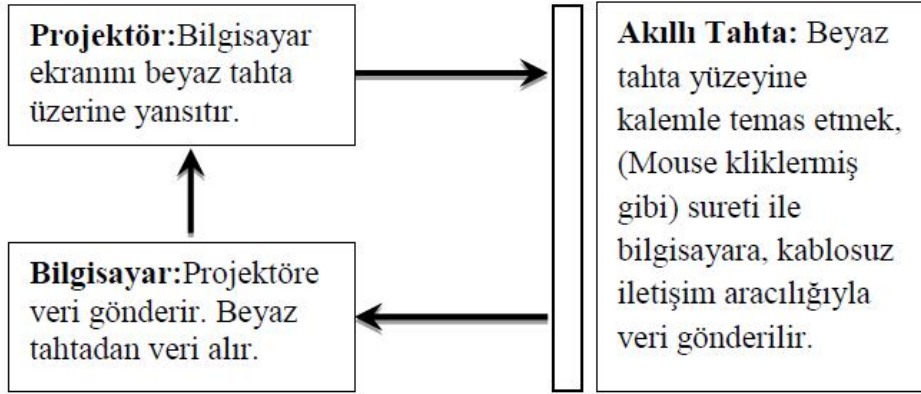 Projektör:Bilgisayar
ekranını beyaz tahta
üzerine yansıtır.
Bilgisayar:Projektöre
veri gönderir. Beyaz
tahtadan veri alır.
Akıllı Tahta: Beyaz
tahta yüzeyine
kalemle temas etmek,
(Mouse kliklermiş
gibi) sureti ile
bilgisayara, kablosuz
iletişim aracılığıyla
veri gönderilir.